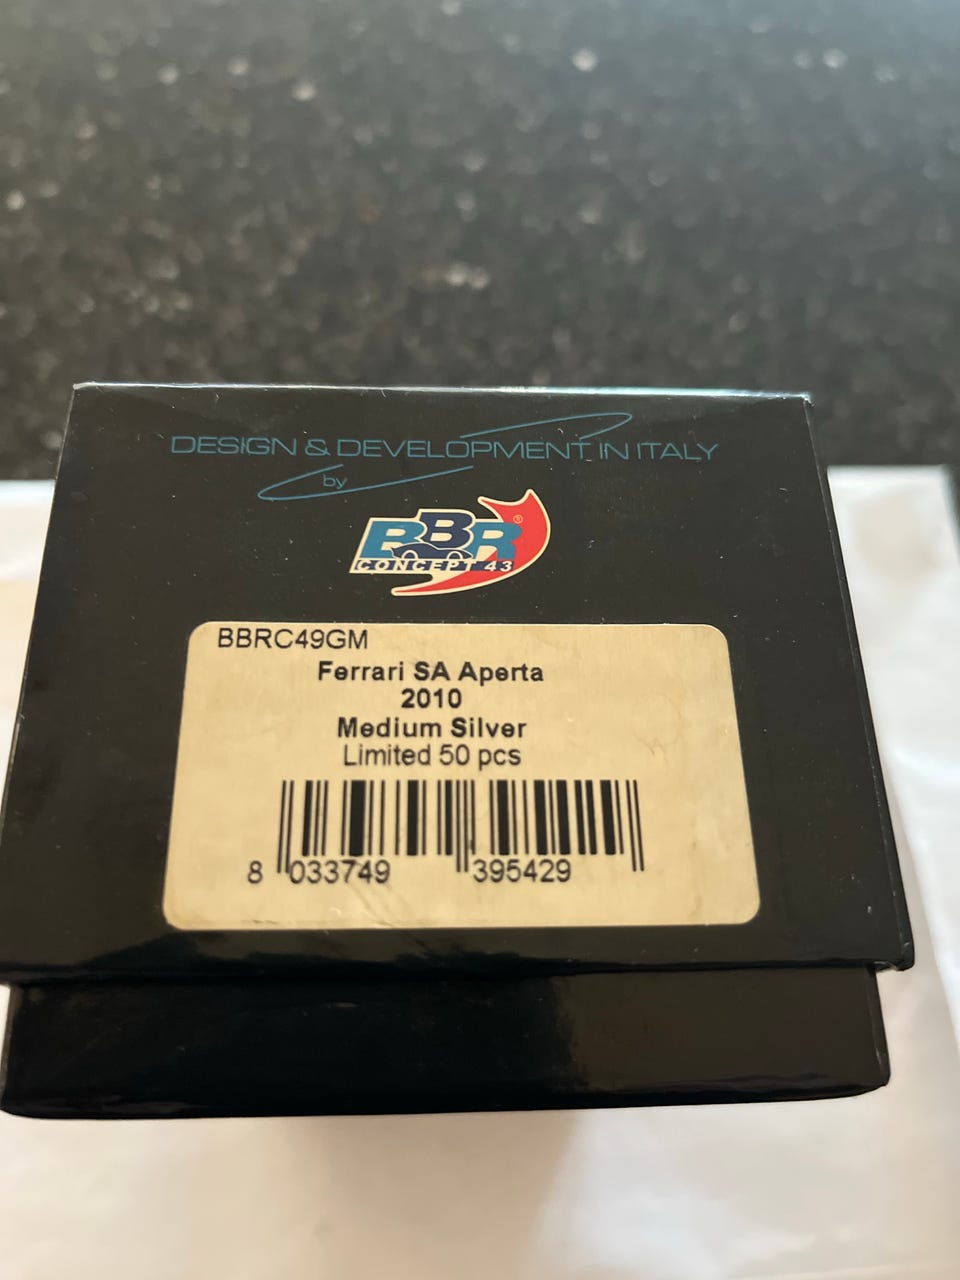 DESIGN & DEVELOPMENT IN ITALY
by
BBR®
CONCEPT 43
BBRC49GM
Ferrari SA Aperta
2010
Medium Silver
Limited 50 pcs
8 033749 395429